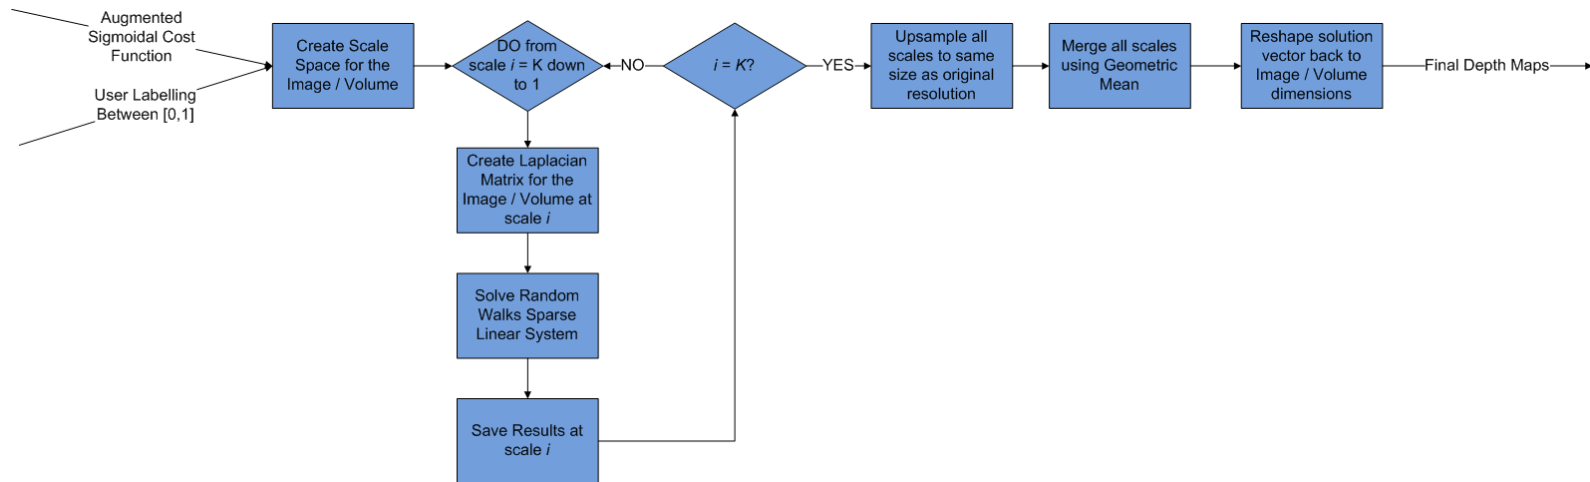 Augmented
Sigmoidal Cost
Function
User Labelling
Between [0,1]
Create Scale
Space for the
Image / Volume
DO from
scale i = K down
to 1
NO
i = K?
YES
Upsample all
scales to same
size as original
resolution
Merge all scales
using Geometric
Mean
Reshape solution
vector back to
Image / Volume
dimensions
Final Depth Maps
Create Laplacian
Matrix for the
Image / Volume at
scale i
Solve Random
Walks Sparse
Linear System
Save Results at
scale i